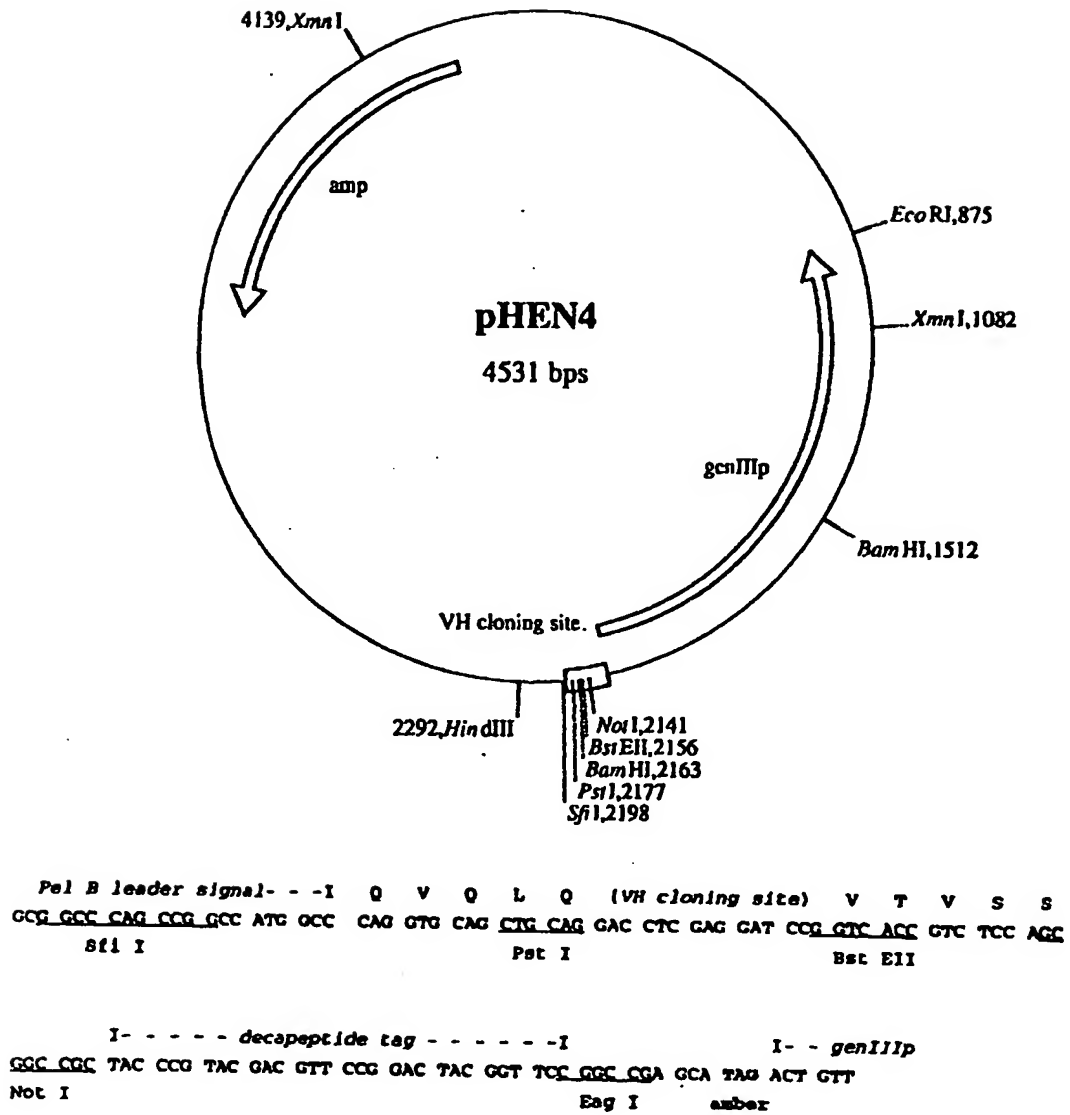 4139,XmnI
amp
EcoRI,875
pHEN4
4531 bps
XmnI,1082
genIIIp
BamHI,1512
VH cloning site.
2292,HindIII
NotI,2141
BstEII,2156
BamHI,2163
PstI,2177
SfiI,2198
Pel B leader signal- - -I Q V Q L Q (VH cloning site) V T V S S
GCG GCC CAG CCG GCC ATG GCC CAG GTG CAG CTG CAG GAC CTC GAG GAT CCG GTC ACC GTC TCC AGC
Sfi I Pst I Bst EII
I- - - - - decapeptide tag - - - - - -I I- - genIIIp
GGC CGC TAC CCG TAC GAC GTT CCG GAC TAC GGT TCC GGC CGA GCA TAG ACT GTT
Not I Eag I amber